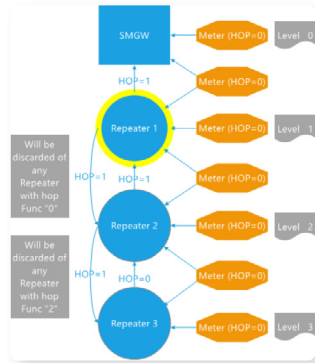 SMGW
Meter (HOP=0)
Level 0
HOP=1
Meter (HOP=0)
Repeater 1
Meter (HOP=0)
Level 1
Will be
discarded of
any
Repeater
with hop
Func "0"
HOP=1
HOP=1
Meter (HOP=0)
Repeater 2
Meter (HOP=0)
Level 2
Will be
discarded of
any
Repeater
with hop
Func "2"
HOP=1
HOP=0
Meter (HOP=0)
Repeater 3
Meter (HOP=0)
Level 3